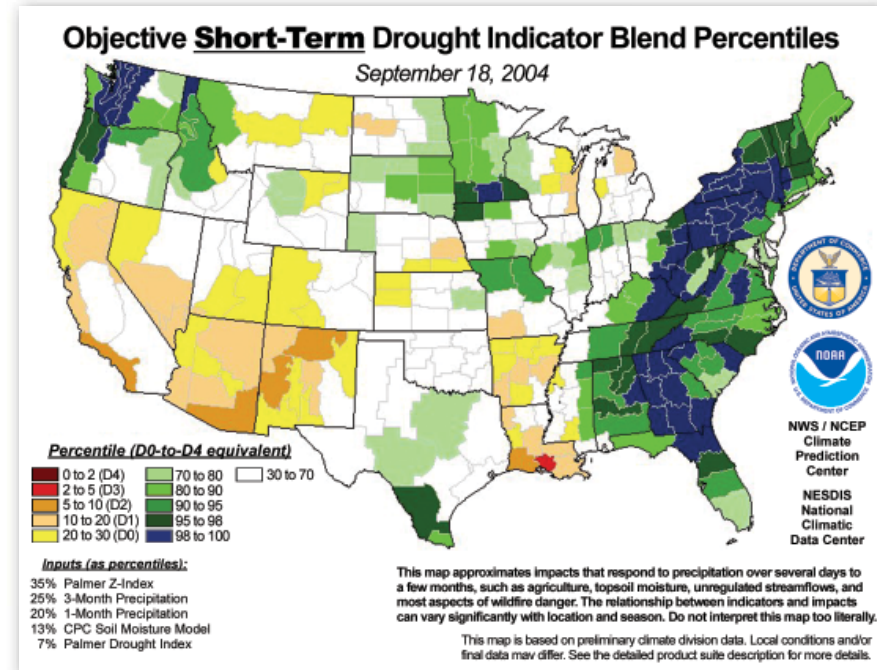 Objective Short-Term Drought Indicator Blend Percentiles
September 18, 2004
DEPARTMENT OF COMMERCE
UNITED STATES OF AMERICA
NOAA
NWS / NCEP
Climate
Prediction
Center
NESDIS
National
Climatic
Data Center
Percentile (D0-to-D4 equivalent)
0 to 2 (D4) 70 to 80 30 to 70
2 to 5 (D3) 80 to 90
5 to 10 (D2) 90 to 95
10 to 20 (D1) 95 to 98
20 to 30 (D0) 98 to 100
Inputs (as percentiles):
35% Palmer Z-Index
25% 3-Month Precipitation
20% 1-Month Precipitation
13% CPC Soil Moisture Model
7% Palmer Drought Index
This map approximates impacts that respond to precipitation over several days to
a few months, such as agriculture, topsoil moisture, unregulated streamflows, and
most aspects of wildfire danger. The relationship between indicators and impacts
can vary significantly with location and season. Do not interpret this map too literally.
This map is based on preliminary climate division data. Local conditions and/or
final data may differ. See the detailed product suite description for more details.